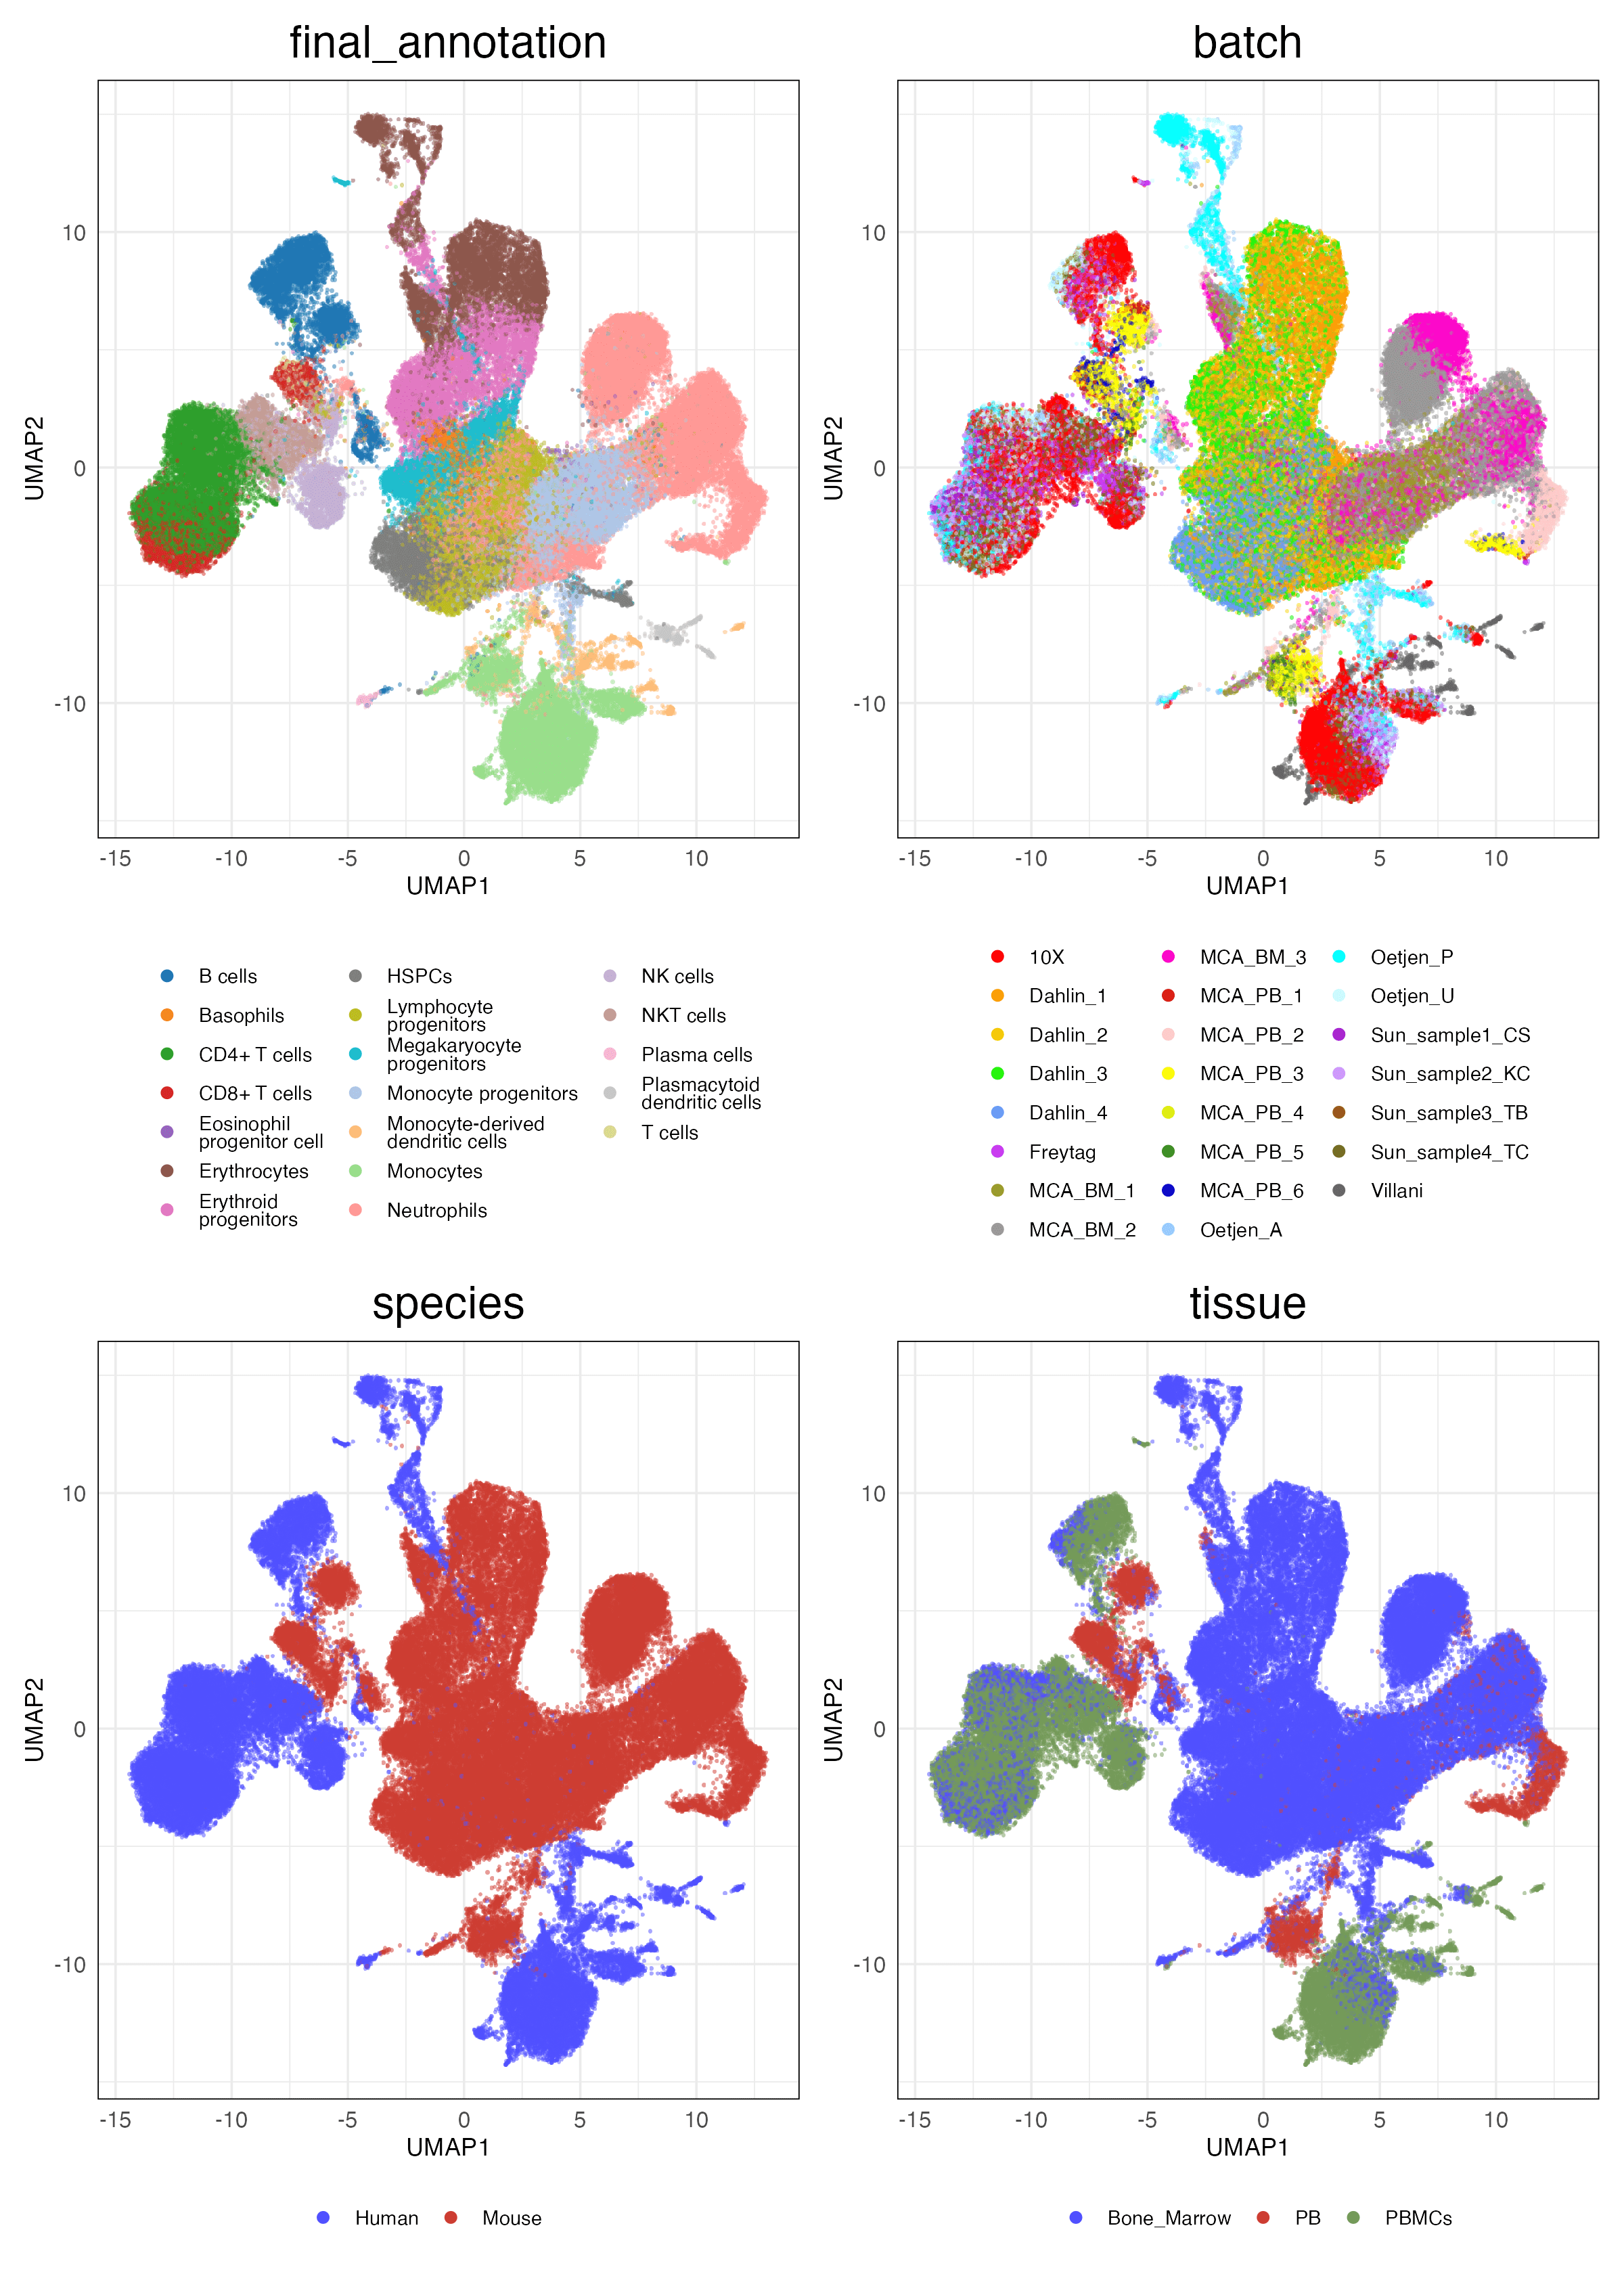 final_annotation
batch
UMAP2
10
0
-10
-15
-10
-5
0
5
10
UMAP1
UMAP2
10
0
-10
-15
-10
-5
0
5
10
UMAP1
B cells
Basophils
CD4+ T cells
CD8+ T cells
Eosinophil
progenitor cell
Erythrocytes
Erythroid
progenitors
HSPCs
Lymphocyte
progenitors
Megakaryocyte
progenitors
Monocyte progenitors
Monocyte-derived
dendritic cells
Monocytes
Neutrophils
NK cells
NKT cells
Plasma cells
Plasmacytoid
dendritic cells
T cells
10X
Dahlin_1
Dahlin_2
Dahlin_3
Dahlin_4
Freytag
MCA_BM_1
MCA_BM_2
MCA_BM_3
MCA_PB_1
MCA_PB_2
MCA_PB_3
MCA_PB_4
MCA_PB_5
MCA_PB_6
Oetjen_A
Oetjen_P
Oetjen_U
Sun_sample1_CS
Sun_sample2_KC
Sun_sample3_TB
Sun_sample4_TC
Villani
species
tissue
UMAP2
10
0
-10
-15
-10
-5
0
5
10
UMAP1
UMAP2
10
0
-10
-15
-10
-5
0
5
10
UMAP1
Human
Mouse
Bone_Marrow
PB
PBMCs